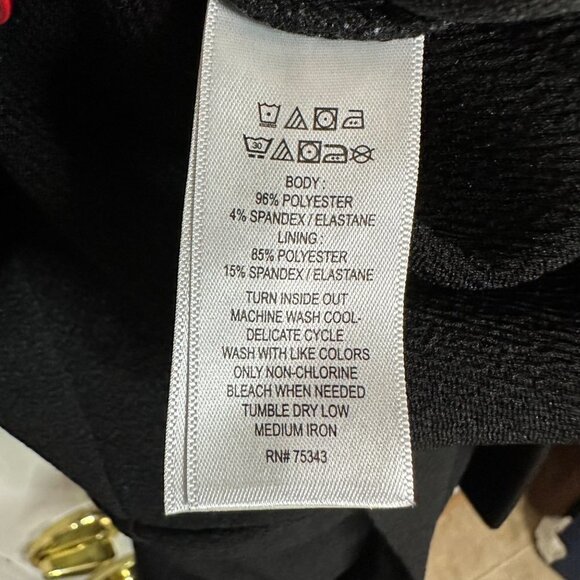 30
BODY :
96% POLYESTER
4% SPANDEX / ELASTANE
LINING :
85% POLYESTER
15% SPANDEX / ELASTANE
TURN INSIDE OUT
MACHINE WASH COOL-
DELICATE CYCLE
WASH WITH LIKE COLORS
ONLY NON-CHLORINE
BLEACH WHEN NEEDED
TUMBLE DRY LOW
MEDIUM IRON
RN# 75343